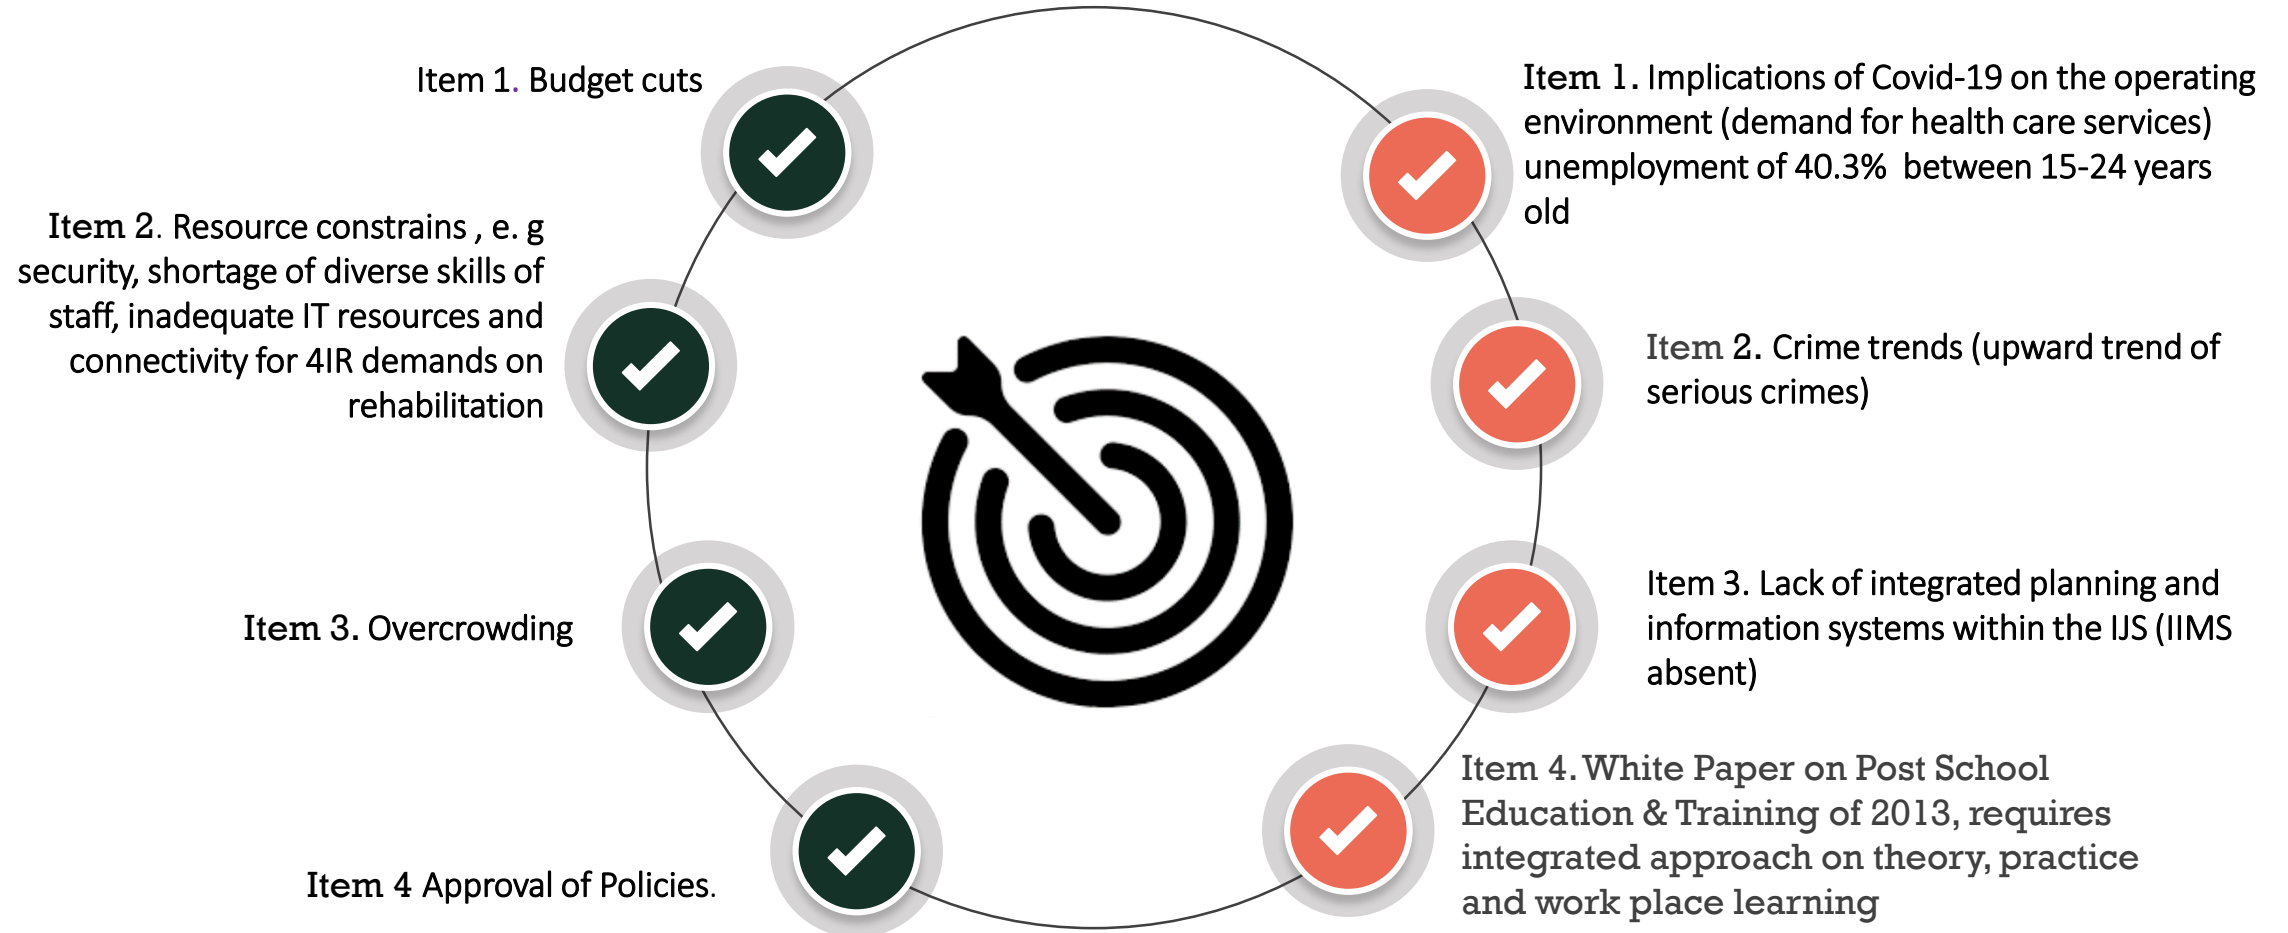 Item 1. Budget cuts
Item 2. Resource constrains , e. g
security, shortage of diverse skills of
staff, inadequate IT resources and
connectivity for 4IR demands on
rehabilitation
Item 3. Overcrowding
Item 4 Approval of Policies.
Item 1. Implications of Covid-19 on the operating
environment (demand for health care services)
unemployment of 40.3% between 15-24 years
old
Item 2. Crime trends (upward trend of
serious crimes)
Item 3. Lack of integrated planning and
information systems within the IJS (IIMS
absent)
Item 4. White Paper on Post School
Education & Training of 2013, requires
integrated approach on theory, practice
and work place learning